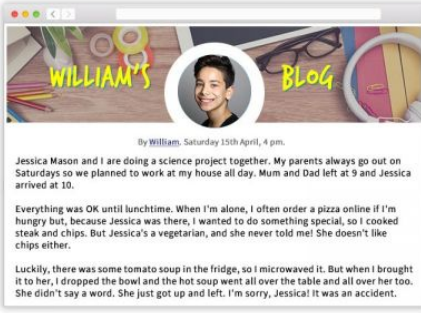 WILLIAM'S BLOG
By William. Saturday 15th April, 4 pm.
Jessica Mason and I are doing a science project together. My parents always go out on
Saturdays so we planned to work at my house all day. Mum and Dad left at 9 and Jessica
arrived at 10.
Everything was OK until lunchtime. When I'm alone, I often order a pizza online if I'm
hungry but, because Jessica was there, I wanted to do something special, so I cooked
steak and chips. But Jessica's a vegetarian, and she never told me! She doesn't like
chips either.
Luckily, there was some tomato soup in the fridge, so I microwaved it. But when I brought
it to her, I dropped the bowl and the hot soup went all over the table and all over her too.
She didn't say a word. She just got up and left. I'm sorry, Jessica! It was an accident.